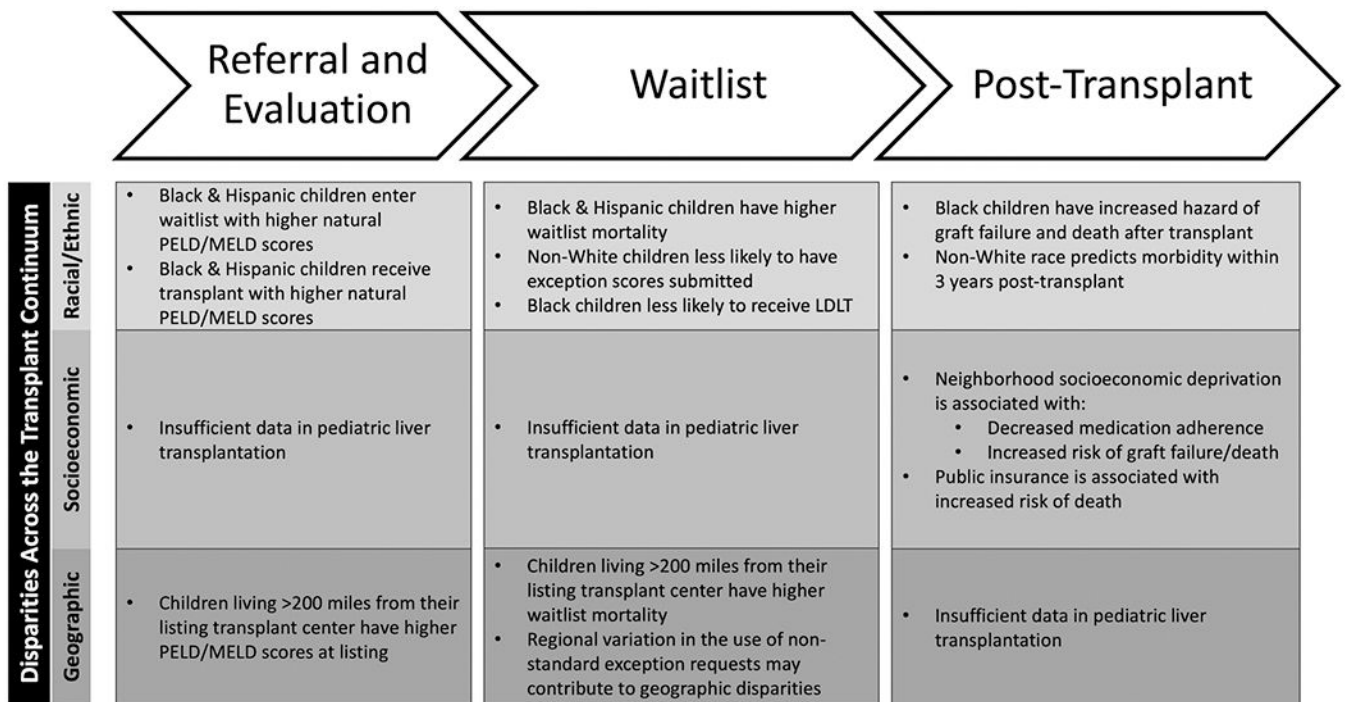 Referral and
Evaluation
Waitlist
Post-Transplant
Disparities Across the Transplant Continuum
Racial/Ethnic
• Black & Hispanic children enter
waitlist with higher natural
PELD/MELD scores
• Black & Hispanic children receive
transplant with higher natural
PELD/MELD scores
• Black & Hispanic children have higher
waitlist mortality
• Non-White children less likely to have
exception scores submitted
• Black children less likely to receive LDLT
• Black children have increased hazard of
graft failure and death after transplant
• Non-White race predicts morbidity within
3 years post-transplant
Socioeconomic
• Insufficient data in pediatric liver
transplantation
• Insufficient data in pediatric liver
transplantation
• Neighborhood socioeconomic deprivation
is associated with:
• Decreased medication adherence
• Increased risk of graft failure/death
• Public insurance is associated with
increased risk of death
Geographic
• Children living >200 miles from their
listing transplant center have higher
PELD/MELD scores at listing
• Children living >200 miles from their
listing transplant center have higher
waitlist mortality
• Regional variation in the use of non-
standard exception requests may
contribute to geographic disparities
• Insufficient data in pediatric liver
transplantation